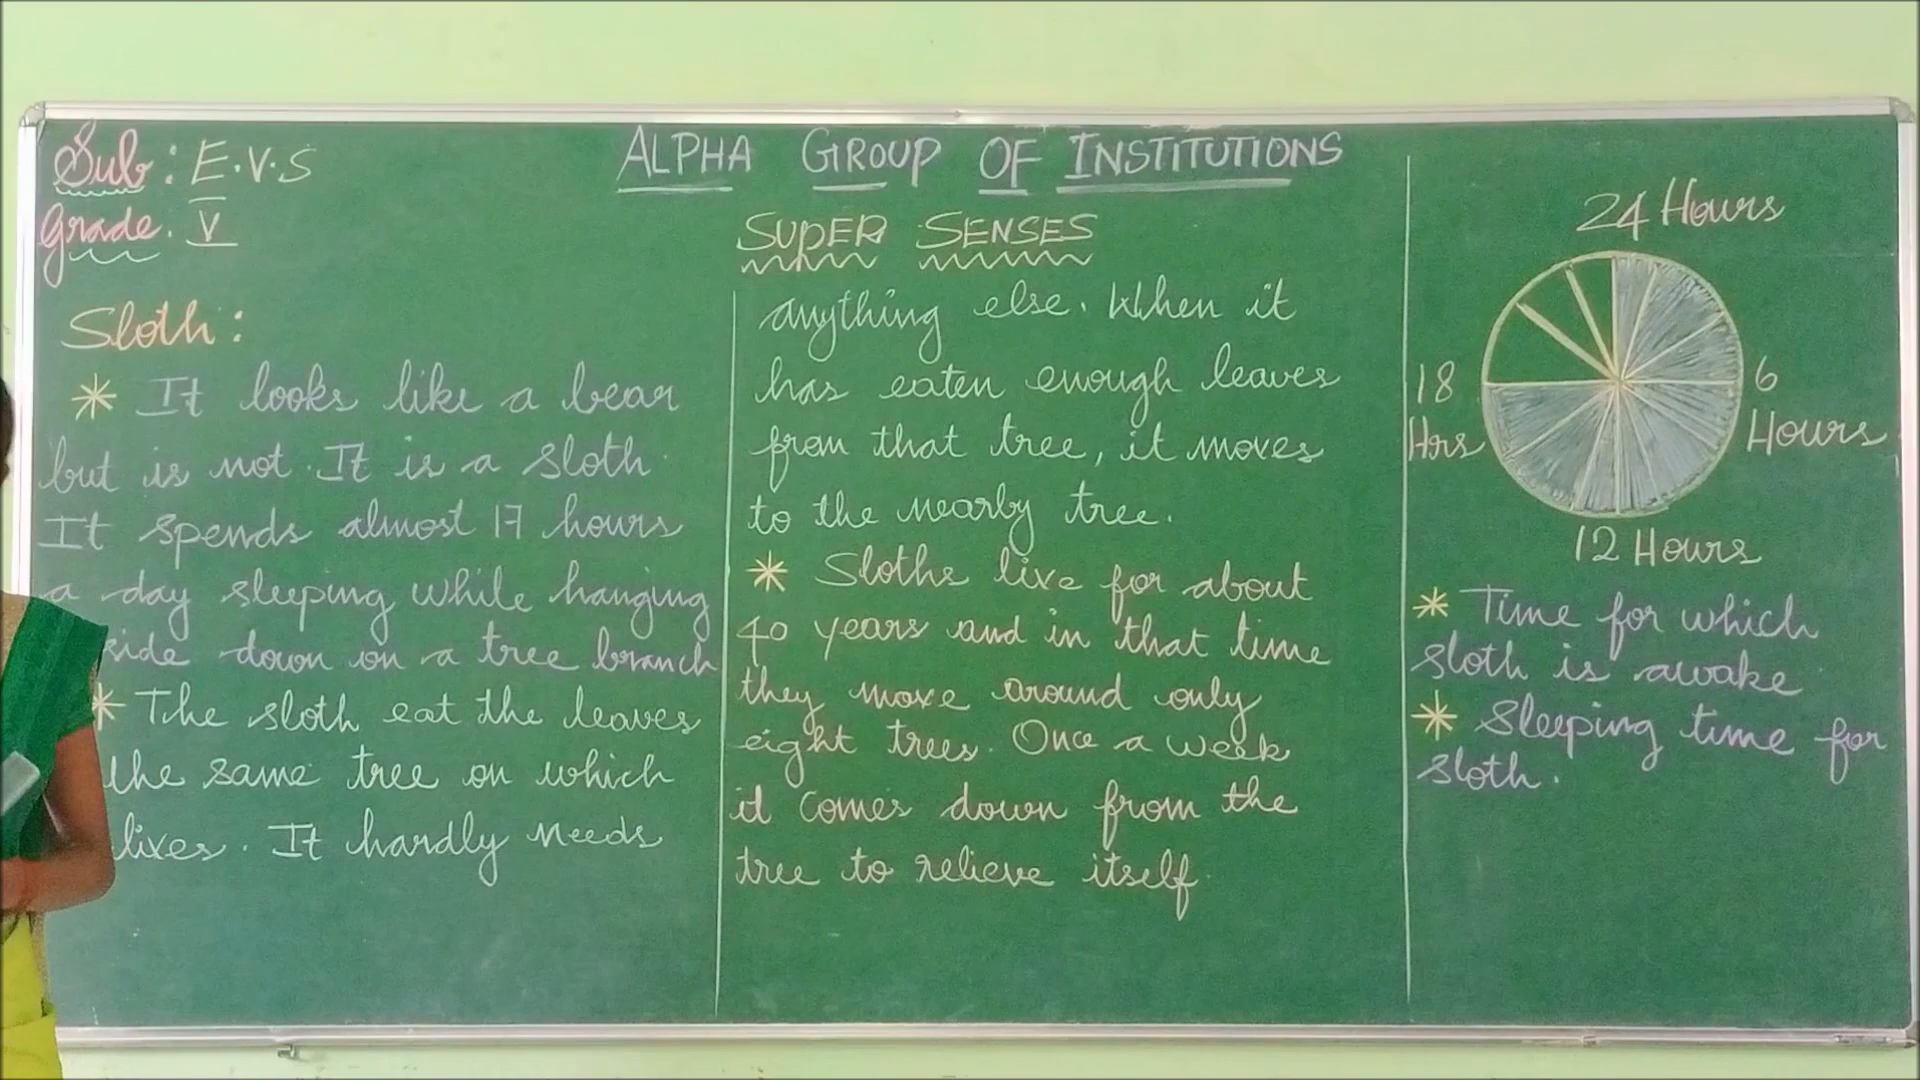 Sub : E.V.S
Grade. V
ALPHA GROUP OF INSTITUTIONS
SUPER SENSES
Sloth :
* It looks like a bear
but is not. It is a sloth.
It spends almost 17 hours
a day sleeping while hanging
side down on a tree branch
* The sloth eat the leaves
the same tree on which
lives. It hardly needs
anything else. When it
has eaten enough leaves
from that tree, it moves
to the nearby tree.
* Sloths live for about
40 years and in that time
they move around only
eight trees. Once a week
it comes down from the
tree to relieve itself.
24 Hours
18
Hrs
6
Hours
12 Hours
* Time for which
sloth is awake
* Sleeping time for
sloth.